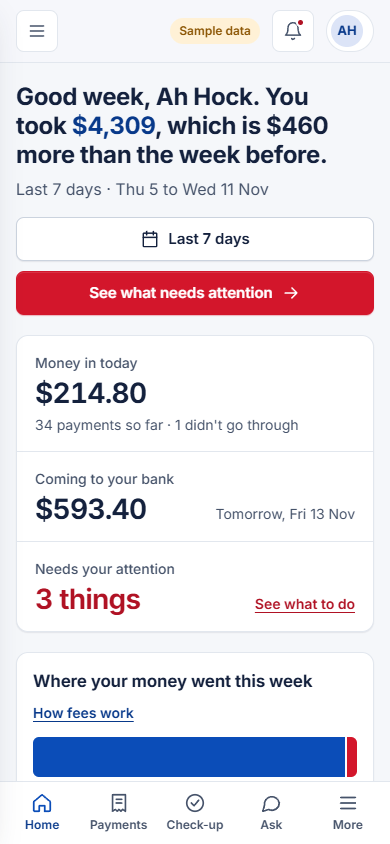 Sample data
AH
Good week, Ah Hock. You
took $4,309, which is $460
more than the week before.
Last 7 days · Thu 5 to Wed 11 Nov
Last 7 days
See what needs attention →
Money in today
$214.80
34 payments so far · 1 didn't go through
Coming to your bank
$593.40
Tomorrow, Fri 13 Nov
Needs your attention
3 things
See what to do
Where your money went this week
How fees work
Home
Payments
Check-up
Ask
More